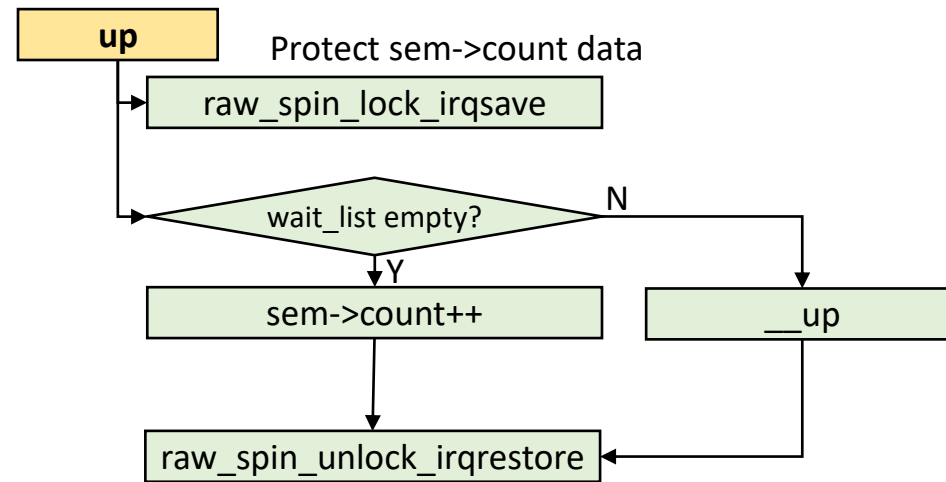 up
Protect sem->count data
raw_spin_lock_irqsave
wait_list empty?
N
Y
sem->count++
__up
raw_spin_unlock_irqrestore